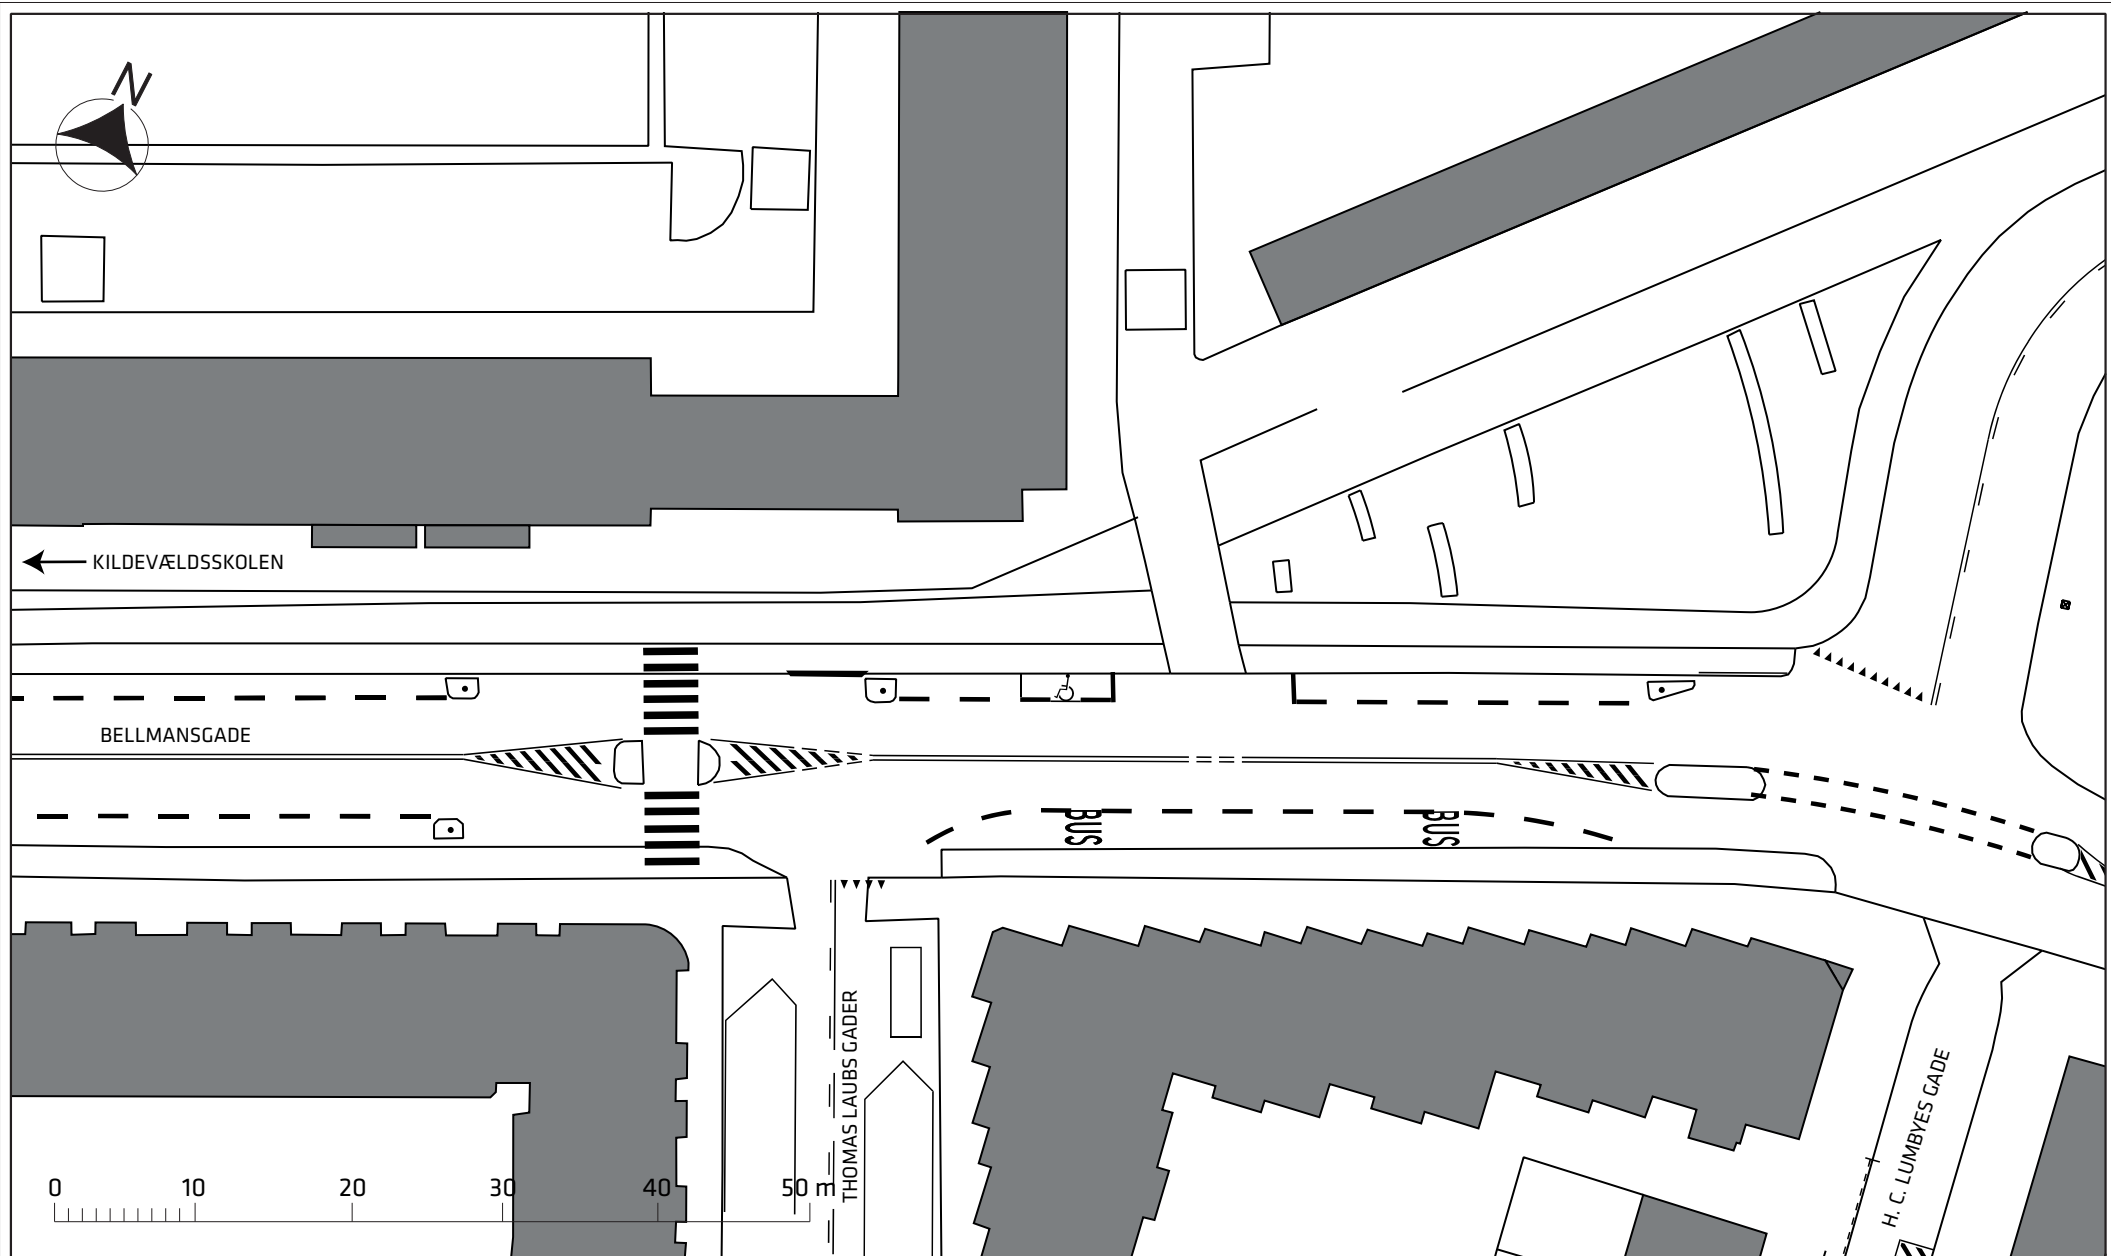 N
KILDEVÆLDSSKOLEN
BELLMANSGADE
BUS
BUS
THOMAS LAUBS GADER
H. C. LUMBYES GADE
0 10 20 30 40 50 m